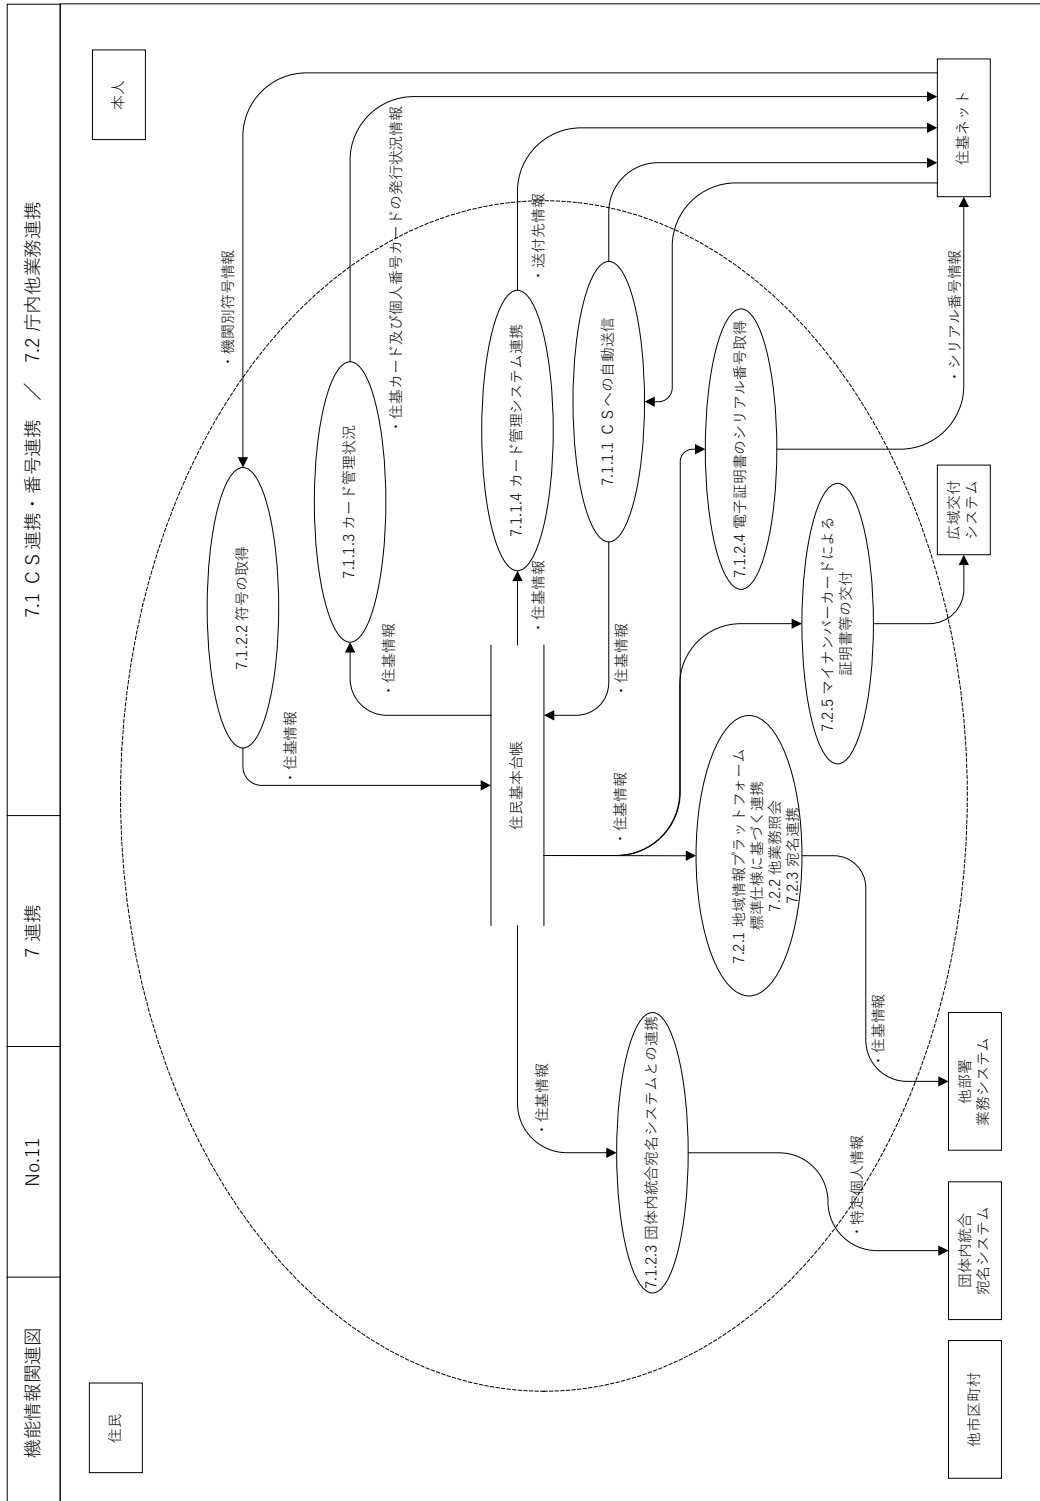 機能情報関連図
No.11
7 連携
7.1 ＣＳ連携・番号連携　／　7.2 庁内他業務連携
住民
本人
・機関別符号情報
7.1.2.2 符号の取得
・住基情報
7.1.1.3 カード管理状況
・住基カード及び個人番号カードの発行状況情報
・住基情報
7.1.1.4 カード管理システム連携
・送付先情報
・住基情報
住民基本台帳
7.1.1.1 ＣＳへの自動送信
・住基情報
・住基情報
・住基情報
7.1.2.3 団体内統合宛名システムとの連携
7.2.1 地域情報プラットフォーム
標準仕様に基づく連携
7.2.2 他業務照会
7.2.3 宛名連携
7.1.2.4 電子証明書のシリアル番号取得
7.2.5 マイナンバーカードによる
証明書等の交付
・特定個人情報
・住基情報
・シリアル番号情報
他市区町村
団体内統合
宛名システム
他部署
業務システム
広域交付
システム
住基ネット